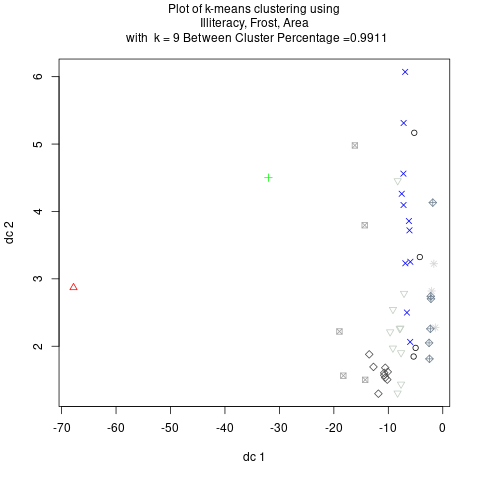 Plot of k-means clustering using
Illiteracy, Frost, Area
with  k = 9 Between Cluster Percentage =0.9911
6
5
4
3
2
dc 2
-70
-60
-50
-40
-30
-20
-10
0
dc 1